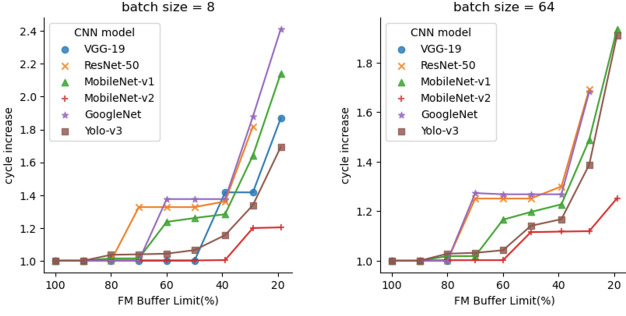 batch size = 8
CNN model
VGG-19
ResNet-50
MobileNet-v1
MobileNet-v2
GoogleNet
Yolo-v3
cycle increase
2.4
2.2
2.0
1.8
1.6
1.4
1.2
1.0
100 80 60 40 20
FM Buffer Limit(%)
batch size = 64
CNN model
VGG-19
ResNet-50
MobileNet-v1
MobileNet-v2
GoogleNet
Yolo-v3
cycle increase
1.8
1.6
1.4
1.2
1.0
100 80 60 40 20
FM Buffer Limit(%)